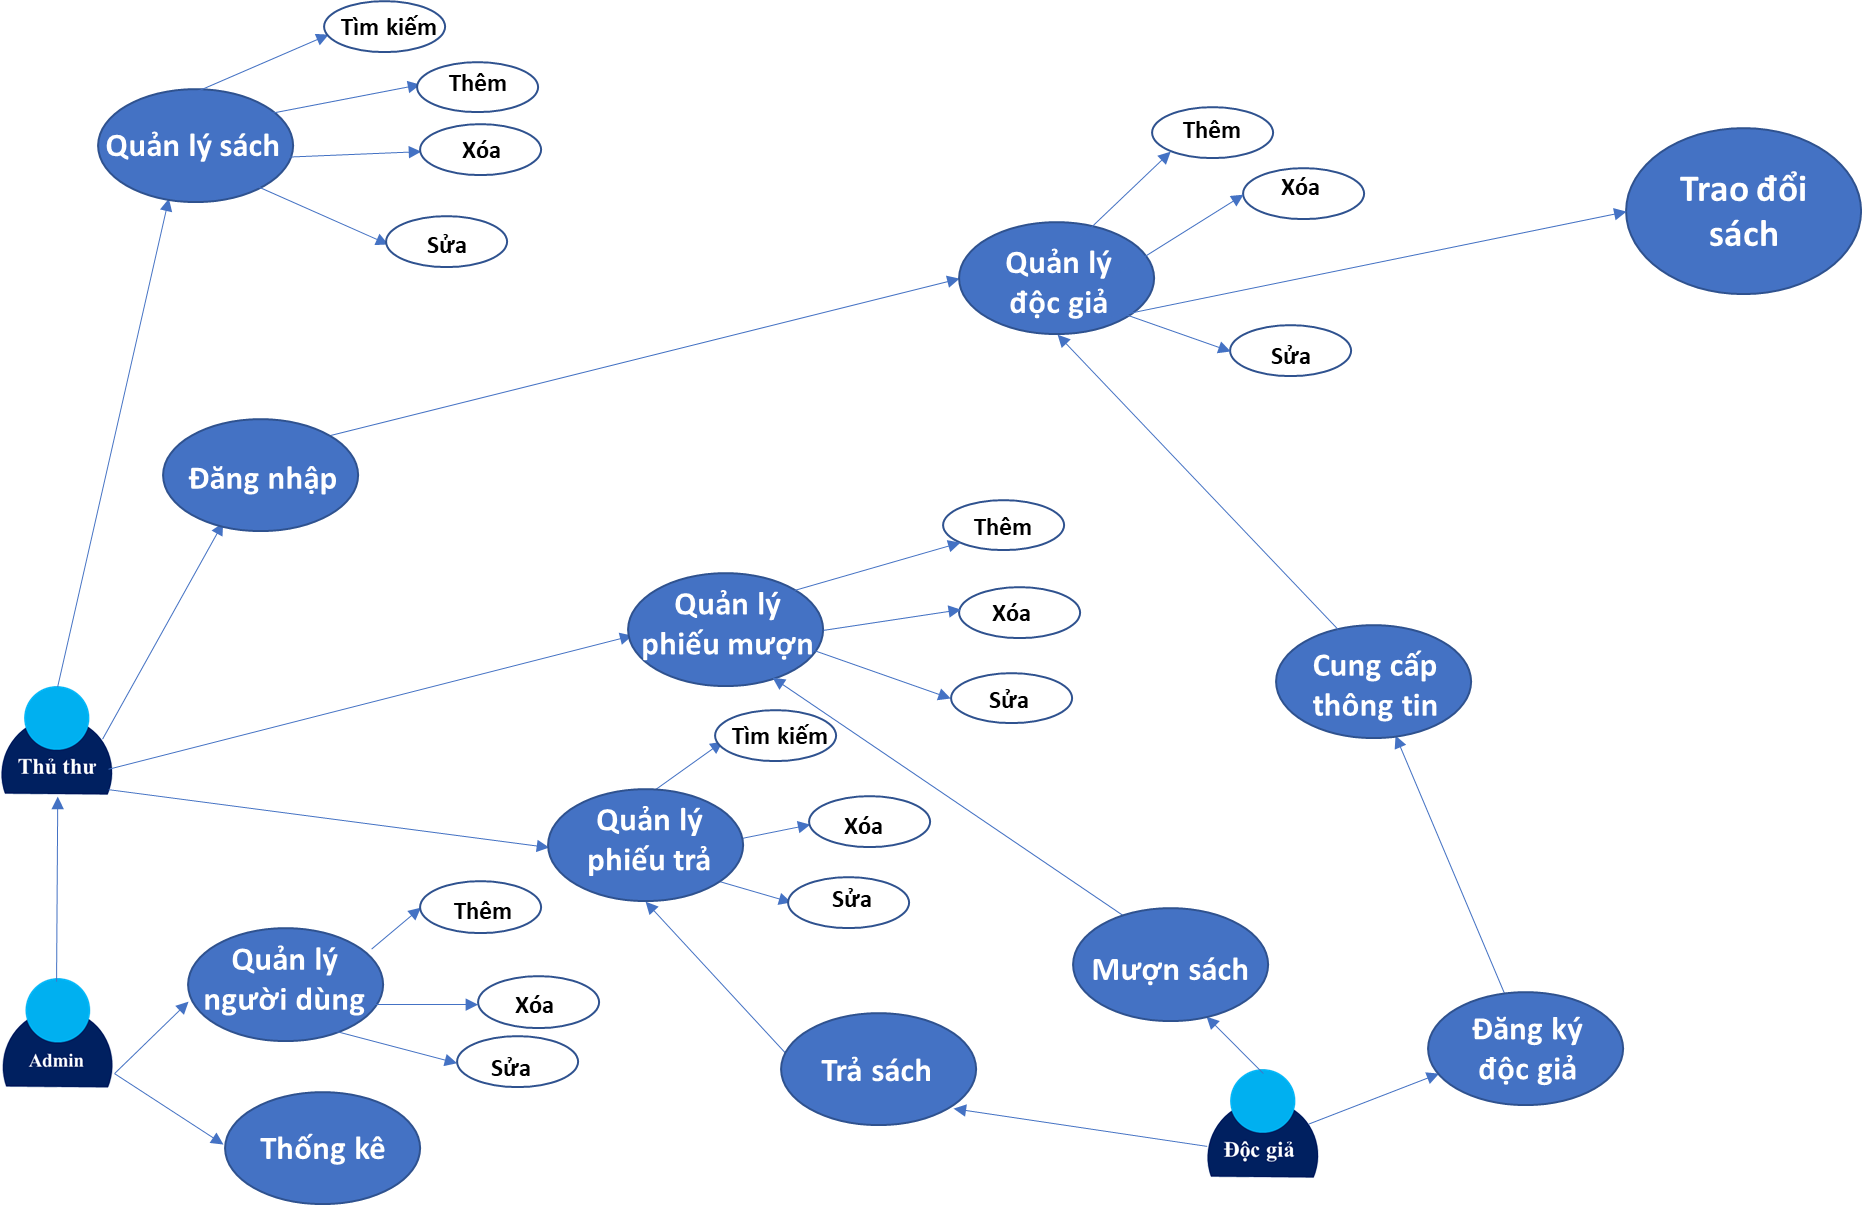 Tìm kiếm
Thêm
Quản lý sách
Xóa
Sửa
Thêm
Xóa
Trao đổi
sách
Quản lý
độc giả
Sửa
Đăng nhập
Thêm
Quản lý
phiếu mượn
Xóa
Sửa
Cung cấp
thông tin
Thủ thư
Tìm kiếm
Quản lý
phiếu trả
Xóa
Sửa
Thêm
Quản lý
người dùng
Xóa
Sửa
Mượn sách
Admin
Trả sách
Đăng ký
độc giả
Thống kê
Độc giả